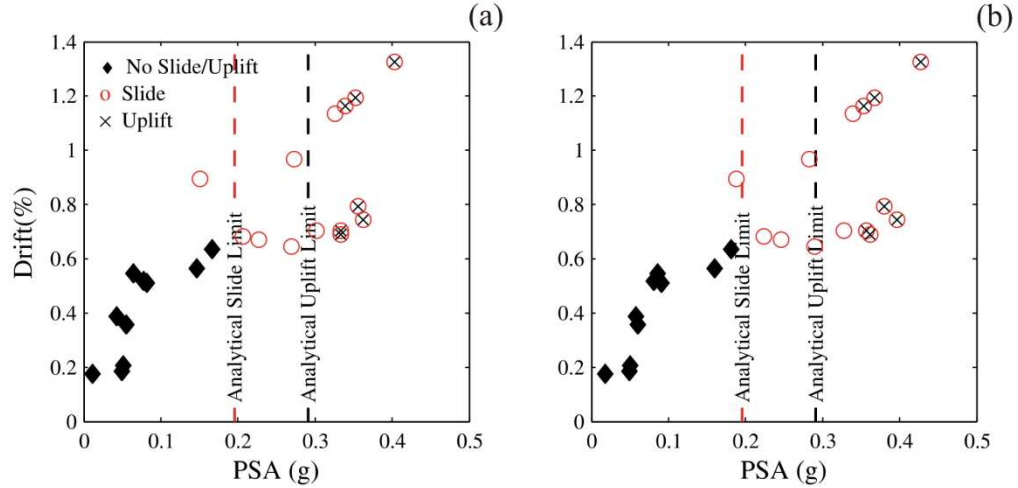 (a)
1.4
1.2
1
0.8
0.6
0.4
0.2
0
Drift(%)
No Slide/Uplift
Slide
Uplift
Analytical Slide Limit
Analytical Uplift Limit
0 0.1 0.2 0.3 0.4 0.5
PSA (g)
(b)
1.4
1.2
1
0.8
0.6
0.4
0.2
0
Analytical Slide Limit
Analytical Uplift Limit
0 0.1 0.2 0.3 0.4 0.5
PSA (g)